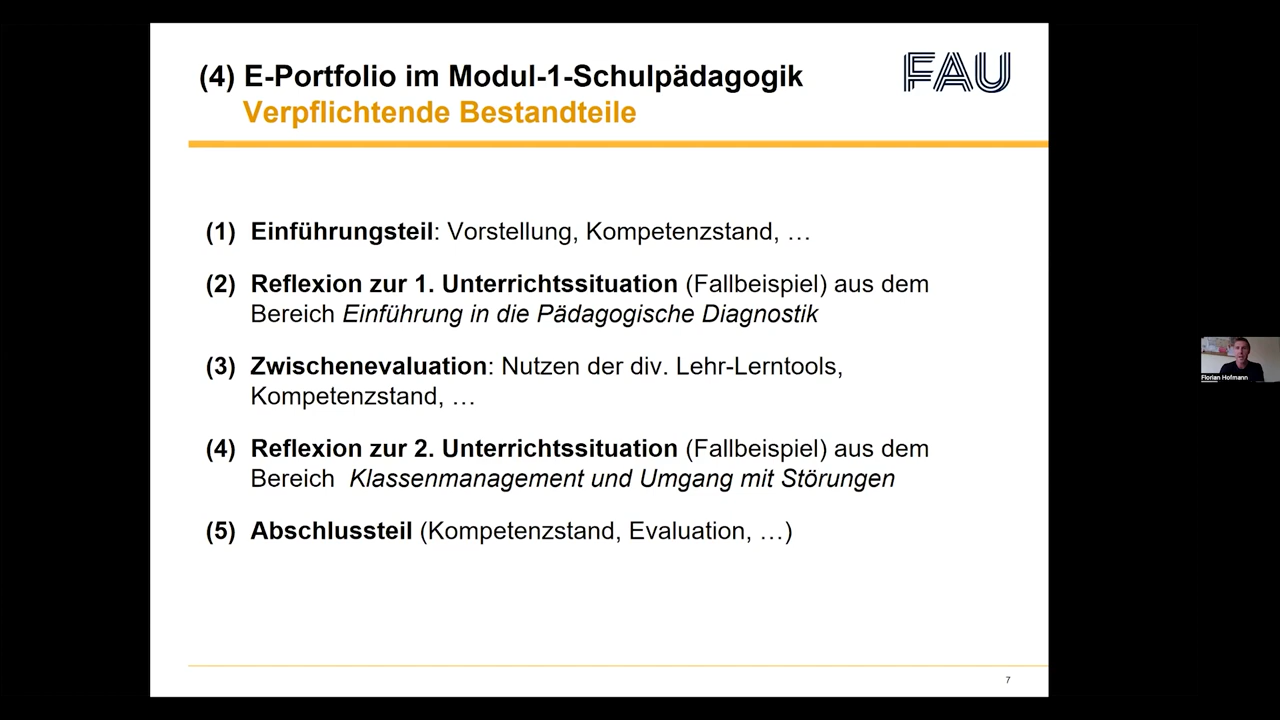 (4) E-Portfolio im Modul-1-Schulpädagogik
Verpflichtende Bestandteile
FAU
(1) Einführungsteil: Vorstellung, Kompetenzstand, …
(2) Reflexion zur 1. Unterrichtssituation (Fallbeispiel) aus dem
Bereich Einführung in die Pädagogische Diagnostik
(3) Zwischenevaluation: Nutzen der div. Lehr-Lerntools,
Kompetenzstand, …
(4) Reflexion zur 2. Unterrichtssituation (Fallbeispiel) aus dem
Bereich Klassenmanagement und Umgang mit Störungen
(5) Abschlussteil (Kompetenzstand, Evaluation, …)
7
Florian Hofmann